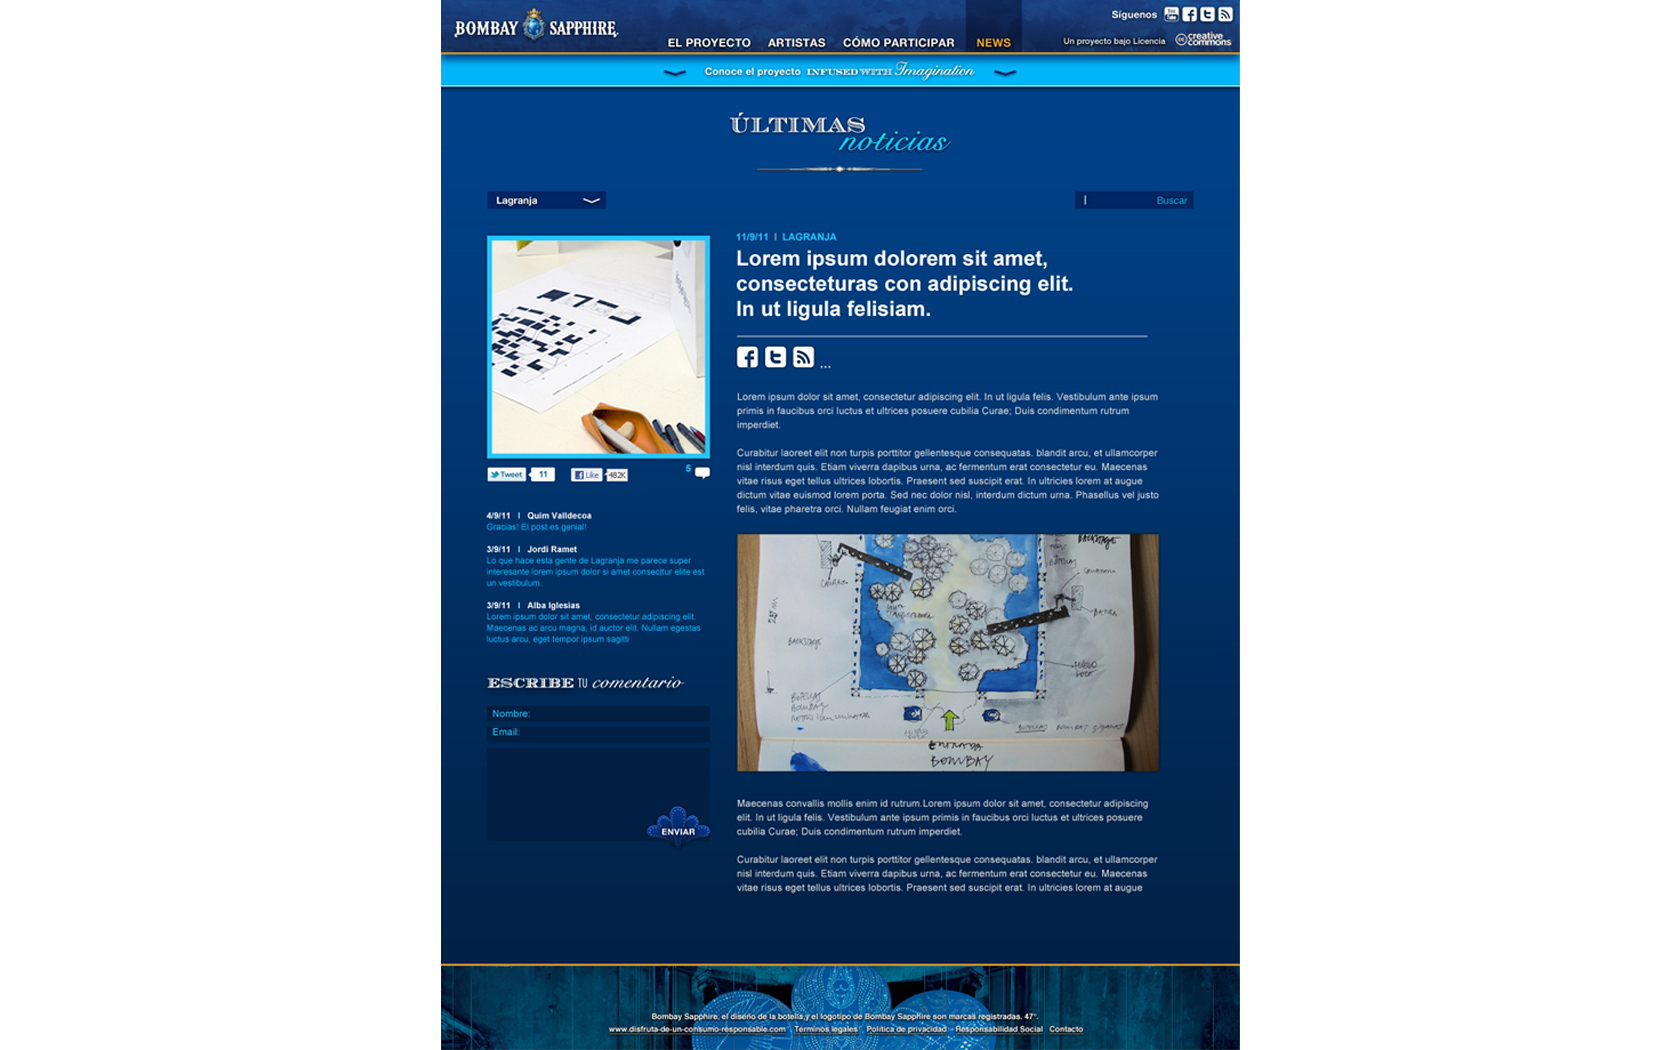 BOMBAY SAPPHIRE
EL PROYECTO ARTISTAS CÓMO PARTICIPAR NEWS
Síguenos
Un proyecto bajo Licencia creative commons
Conoce el proyecto INFUSED WITH Imagination
ÚLTIMAS
noticias
Lagranja
Buscar
11/9/11 | LAGRANJA
Lorem ipsum dolorem sit amet,
consecteturas con adipiscing elit.
In ut ligula felisiam.
...
Lorem ipsum dolor sit amet, consectetur adipiscing elit. In ut ligula felis. Vestibulum ante ipsum
primis in faucibus orci luctus et ultrices posuere cubilia Curae; Duis condimentum rutrum
imperdiet.
Curabitur laoreet elit non turpis porttitor gellentesque consequatas. blandit arcu, et ullamcorper
nisl interdum quis. Etiam viverra dapibus urna, ac fermentum erat consectetur eu. Maecenas
vitae risus eget tellus ultrices lobortis. Praesent sed suscipit erat. In ultricies lorem at augue
dictum vitae euismod lorem porta. Sed nec dolor nisl, interdum dictum urna. Phasellus vel justo
felis, vitae pharetra orci. Nullam feugiat enim orci.
BACKSTAGE
BACKSTAGE
BOTELLAS
BOMBAY
ENTRADA
BOMBAY
Maecenas convallis mollis enim id rutrum.Lorem ipsum dolor sit amet, consectetur adipiscing
elit. In ut ligula felis. Vestibulum ante ipsum primis in faucibus orci luctus et ultrices posuere
cubilia Curae; Duis condimentum rutrum imperdiet.
Curabitur laoreet elit non turpis porttitor gellentesque consequatas. blandit arcu, et ullamcorper
nisl interdum quis. Etiam viverra dapibus urna, ac fermentum erat consectetur eu. Maecenas
vitae risus eget tellus ultrices lobortis. Praesent sed suscipit erat. In ultricies lorem at augue
Tweet 11 Like 482K 5
4/9/11 | Quim Valldecoa
Gracias! El post es genial!
3/9/11 | Jordi Ramet
Lo que hace esta gente de Lagranja me parece super
interesante lorem ipsum dolor si amet consecttur elite est
un vestibulum.
3/9/11 | Alba Iglesias
Lorem ipsum dolor sit amet, consectetur adipiscing elit.
Maecenas ac arcu magna, id auctor elit. Nullam egestas
luctus arcu, eget tempor ipsum sagitti
ESCRIBE TU comentario
Nombre:
Email:
ENVIAR
Bombay Sapphire, el diseño de la botella y el logotipo de Bombay Sapphire son marcas registradas. 47°.
www.disfruta-de-un-consumo-responsable.com Términos legales Política de privacidad Responsabilidad Social Contacto